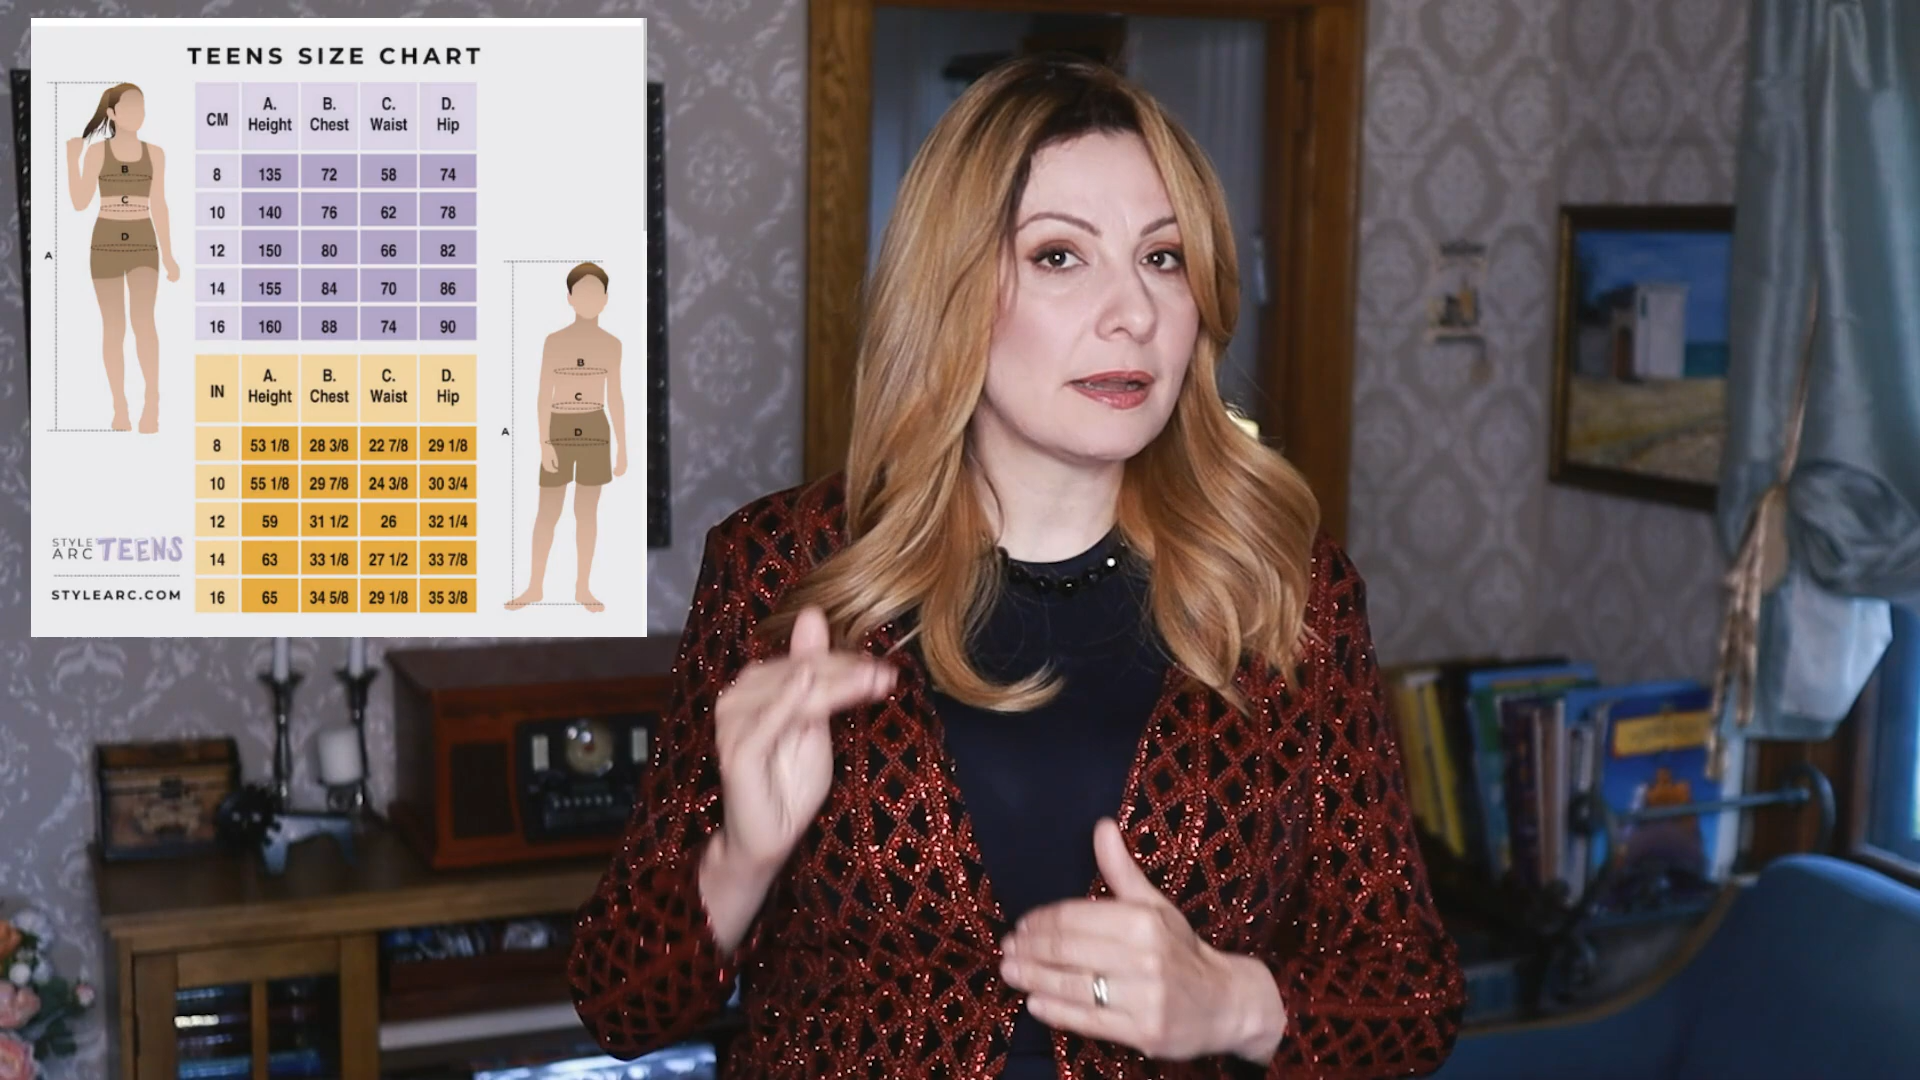 TEENS SIZE CHART
CM A. Height B. Chest C. Waist D. Hip
8 135 72 58 74
10 140 76 62 78
12 150 80 66 82
14 155 84 70 86
16 160 88 74 90
IN A. Height B. Chest C. Waist D. Hip
8 53 1/8 28 3/8 22 7/8 29 1/8
10 55 1/8 29 7/8 24 3/8 30 3/4
12 59 31 1/2 26 32 1/4
14 63 33 1/8 27 1/2 33 7/8
16 65 34 5/8 29 1/8 35 3/8
A
B
C
D
A
B
C
D
STYLE ARC TEENS
STYLEARC.COM